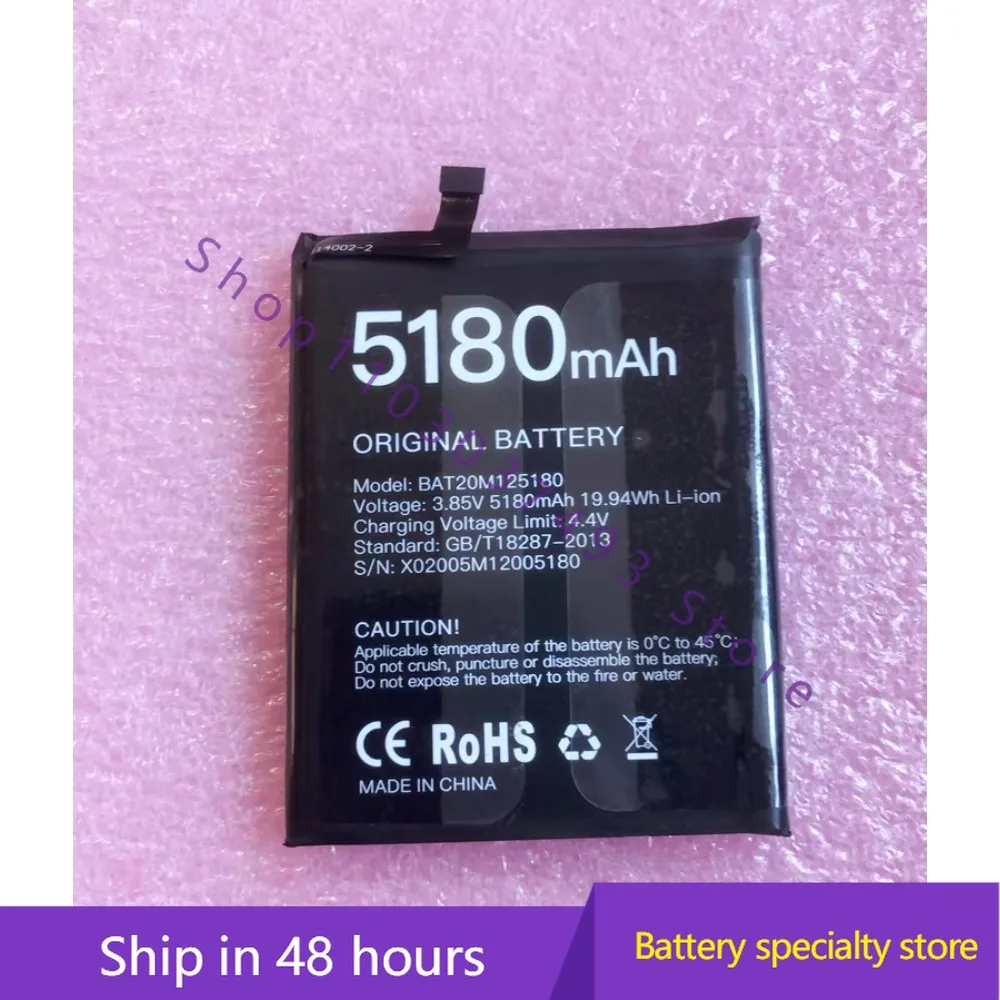 14002-2
5180mAh
ORIGINAL BATTERY
Model: BAT20M125180
Voltage: 3.85V 5180mAh 19.94Wh Li-ion
Charging Voltage Limit: 4.4V
Standard: GB/T18287-2013
S/N: X02005M12005180
CAUTION!
Applicable temperature of the battery is 0°C to 45°C;
Do not crush, puncture or disassemble the battery;
Do not expose the battery to the fire or water.
CE RoHS
MADE IN CHINA
Store
Ship in 48 hours
Battery specialty store